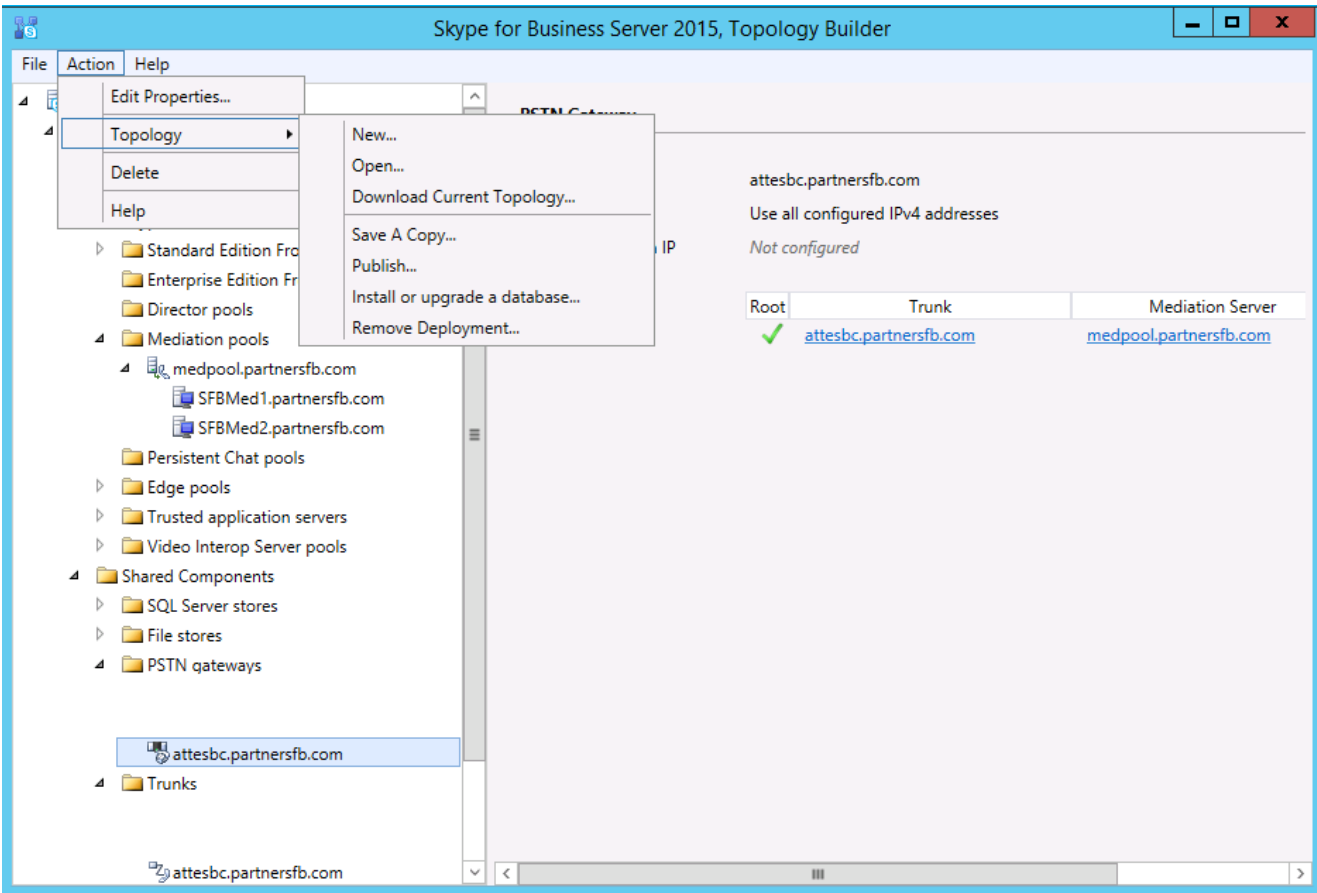 Skype for Business Server 2015, Topology Builder
File Action Help
Edit Properties...
Topology
Delete
Help
New...
Open...
Download Current Topology...
Save A Copy...
Publish...
Install or upgrade a database...
Remove Deployment...
Standard Edition Fro
Enterprise Edition Fr
Director pools
Mediation pools
medpool.partnersfb.com
SFBMed1.partnersfb.com
SFBMed2.partnersfb.com
Persistent Chat pools
Edge pools
Trusted application servers
Video Interop Server pools
Shared Components
SQL Server stores
File stores
PSTN gateways
attesbc.partnersfb.com
Trunks
attesbc.partnersfb.com
PSTN Gateway
attesbc.partnersfb.com
Use all configured IPv4 addresses
IP Not configured
Root Trunk Mediation Server
attesbc.partnersfb.com medpool.partnersfb.com